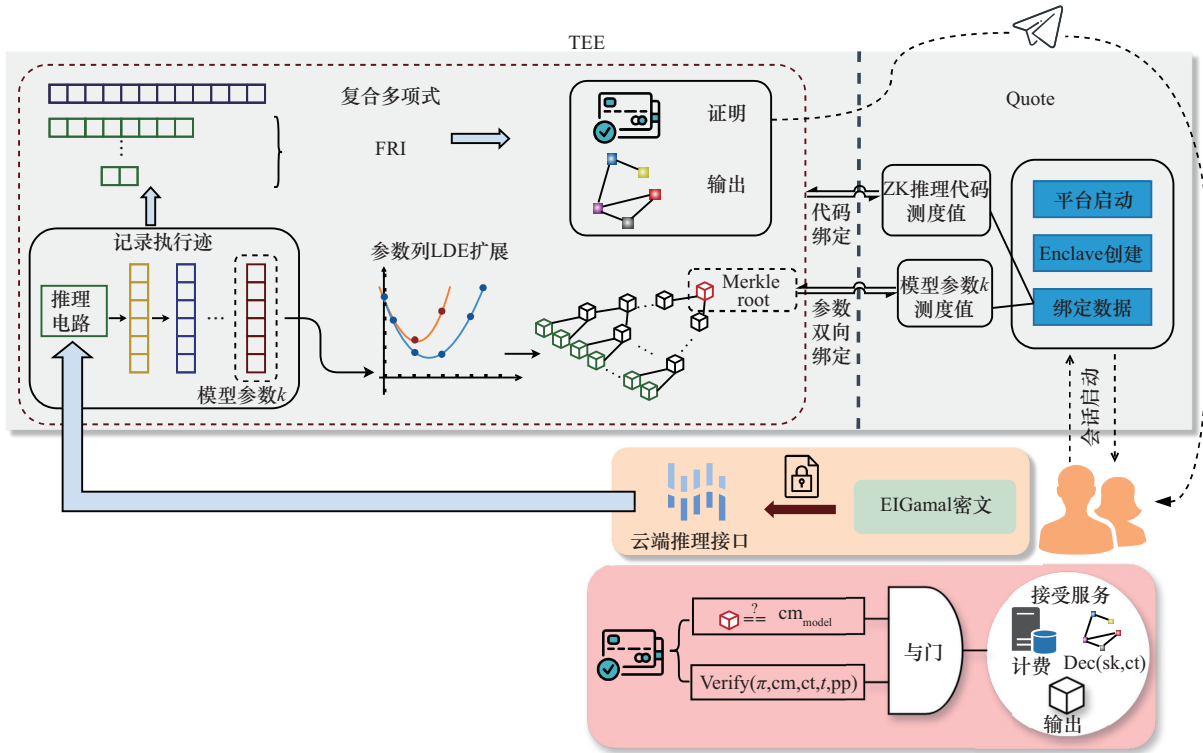 TEE
Quote
复合多项式
FRI
证明
输出
ZK推理代码
测度值
代码
绑定
平台启动
Enclave创建
绑定数据
记录执行迹
推理
电路
模型参数k
参数列LDE扩展
Merkle
root
参数
双向
绑定
模型参数k
测度值
会话启动
云端推理接口
EIGamal密文
? == cm_model
Verify(π,cm,ct,t,pp)
与门
接受服务
计费
Dec(sk,ct)
输出